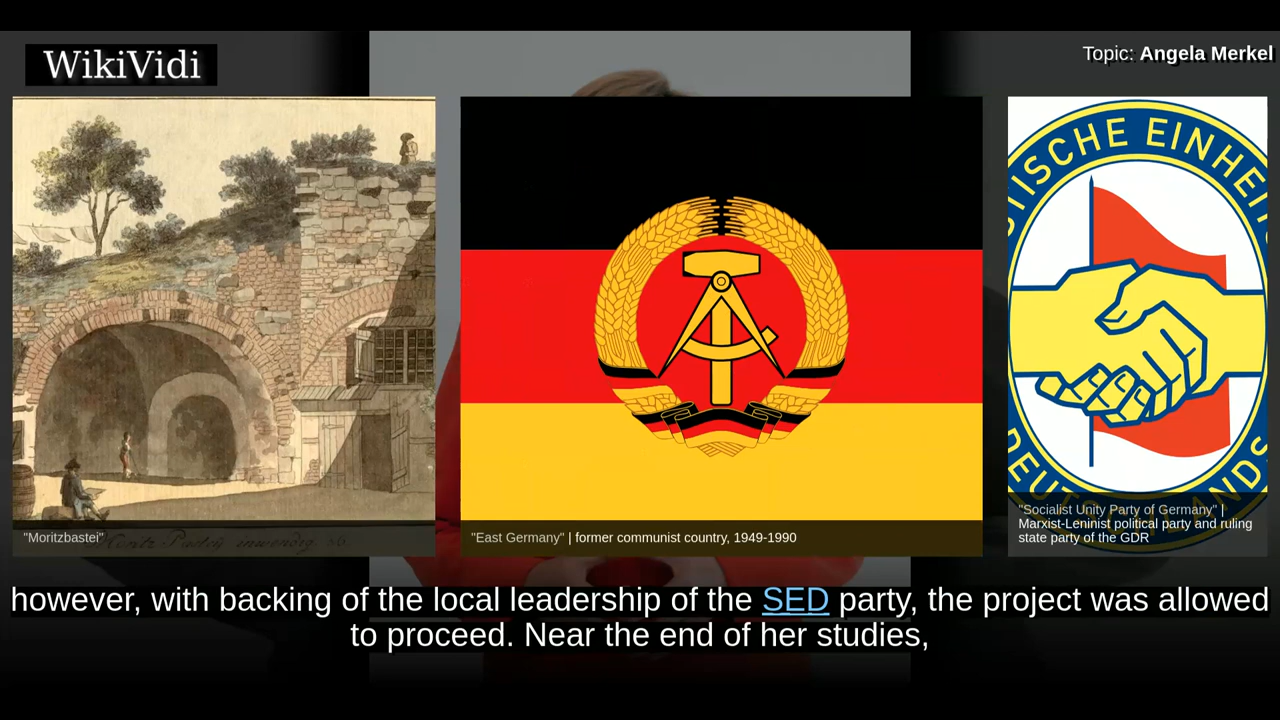 WikiVidi
Topic: Angela Merkel
"Moritzbastei"
"East Germany" | former communist country, 1949-1990
"Socialist Unity Party of Germany" |
Marxist-Leninist political party and ruling
state party of the GDR
however, with backing of the local leadership of the SED party, the project was allowed
to proceed. Near the end of her studies,